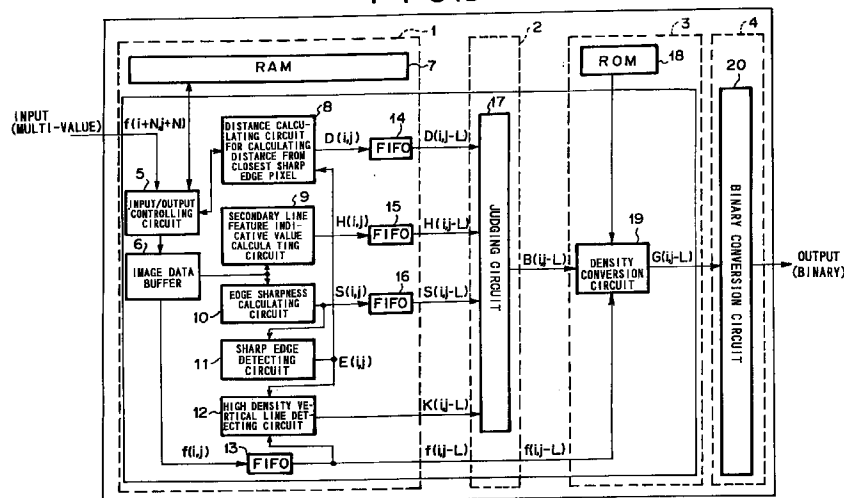 1
2
3
4
RAM
7
ROM
18
20
INPUT
(MULTI-VALUE)
f(i+N,j+N)
8
DISTANCE CALCU-
LATING CIRCUIT
FOR CALCULATING
DISTANCE FROM
CLOSEST SHARP
EDGE PIXEL
D(i,j)
14
FIFO
D(i,j-L)
17
JUDGING CIRCUIT
5
INPUT/OUTPUT
CONTROLLING
CIRCUIT
9
SECONDARY LINE
FEATURE INDI-
CATIVE VALUE
CALCULATING
CIRCUIT
H(i,j)
15
FIFO
H(i,j-L)
6
IMAGE DATA
BUFFER
10
EDGE SHARPNESS
CALCULATING
CIRCUIT
S(i,j)
16
FIFO
S(i,j-L)
B(i,j-L)
19
DENSITY
CONVERSION
CIRCUIT
G(i,j-L)
BINARY CONVERSION CIRCUIT
OUTPUT
(BINARY)
11
SHARP EDGE
DETECTING
CIRCUIT
E(i,j)
12
HIGH DENSITY VE-
RTICAL LINE DET-
ECTING CIRCUIT
K(i,j-L)
f(i,j)
13
FIFO
f(i,j-L)
f(i,j-L)